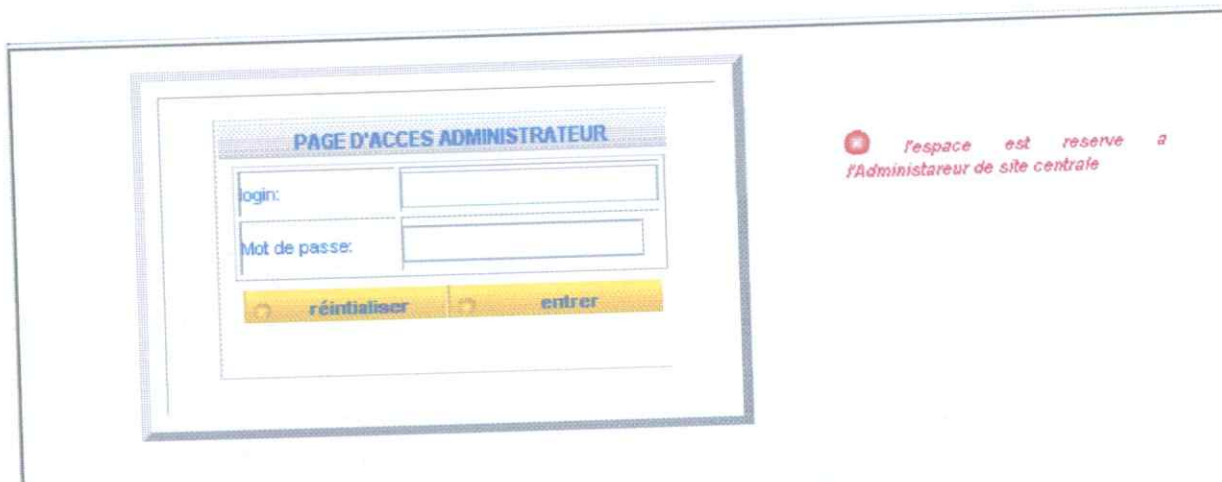 PAGE D'ACCES ADMINISTRATEUR
login:
Mot de passe:
réintialiser entrer
l'espace est reserve a
l'Administareur de site centrale